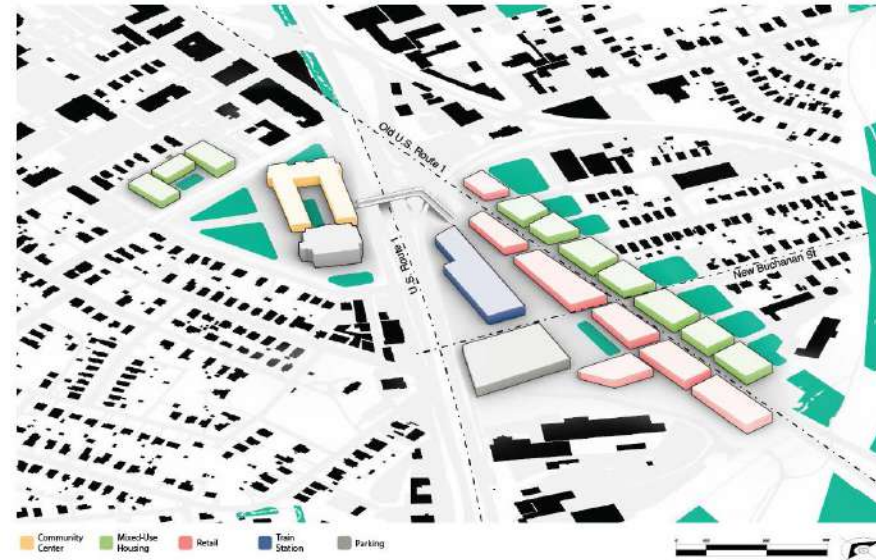 Old U.S. Route 1
U.S. Route 1
New Buchanan St
Community
Center
Mixed-Use
Housing
Retail
Train
Station
Parking